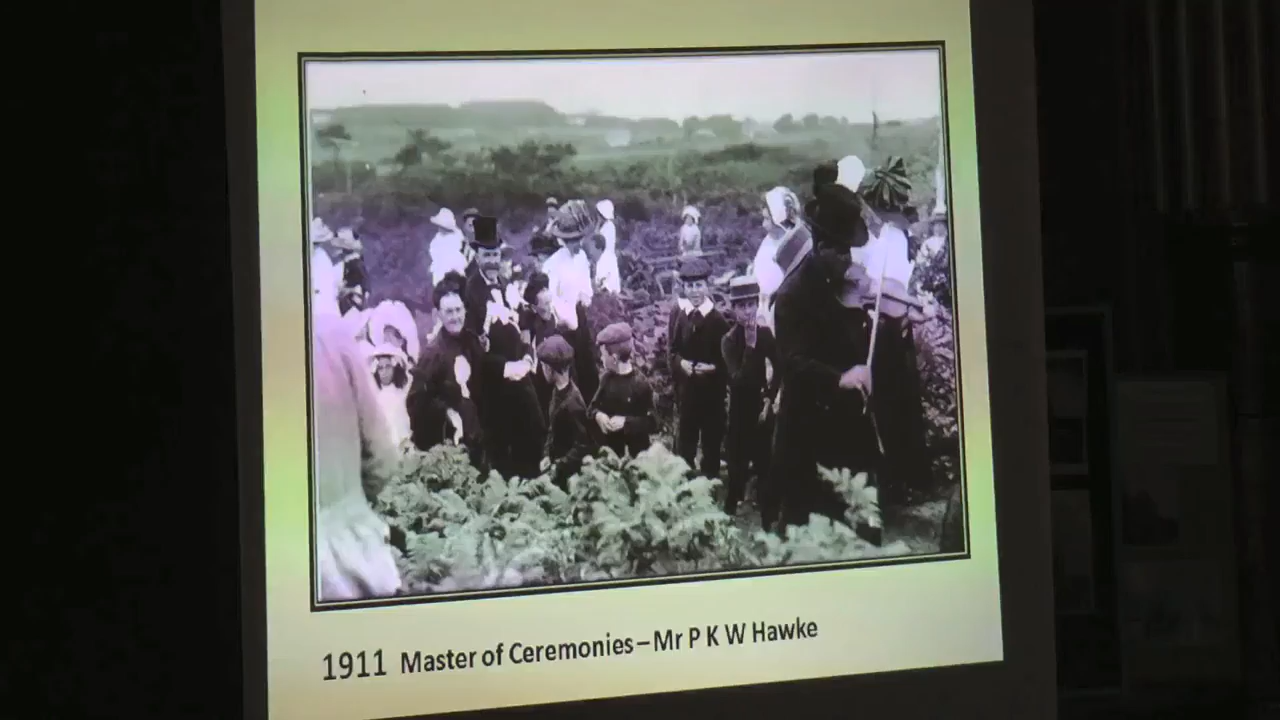 1911 Master of Ceremonies – Mr P K W Hawke